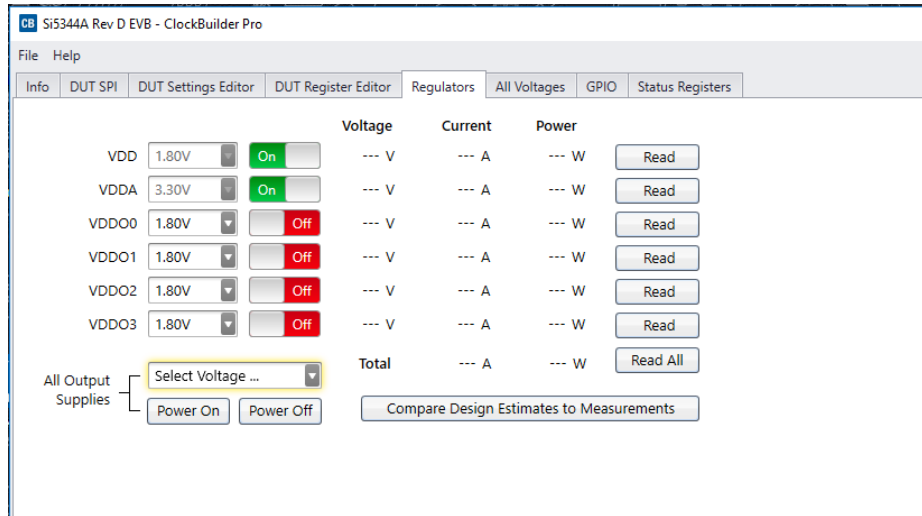 CB Si5344A Rev D EVB - ClockBuilder Pro
File Help
Info DUT SPI DUT Settings Editor DUT Register Editor Regulators All Voltages GPIO Status Registers
Voltage Current Power
VDD 1.80V On --- V --- A --- W Read
VDDA 3.30V On --- V --- A --- W Read
VDDO0 1.80V Off --- V --- A --- W Read
VDDO1 1.80V Off --- V --- A --- W Read
VDDO2 1.80V Off --- V --- A --- W Read
VDDO3 1.80V Off --- V --- A --- W Read
Total --- A --- W Read All
All Output Supplies Select Voltage ...
Power On Power Off Compare Design Estimates to Measurements